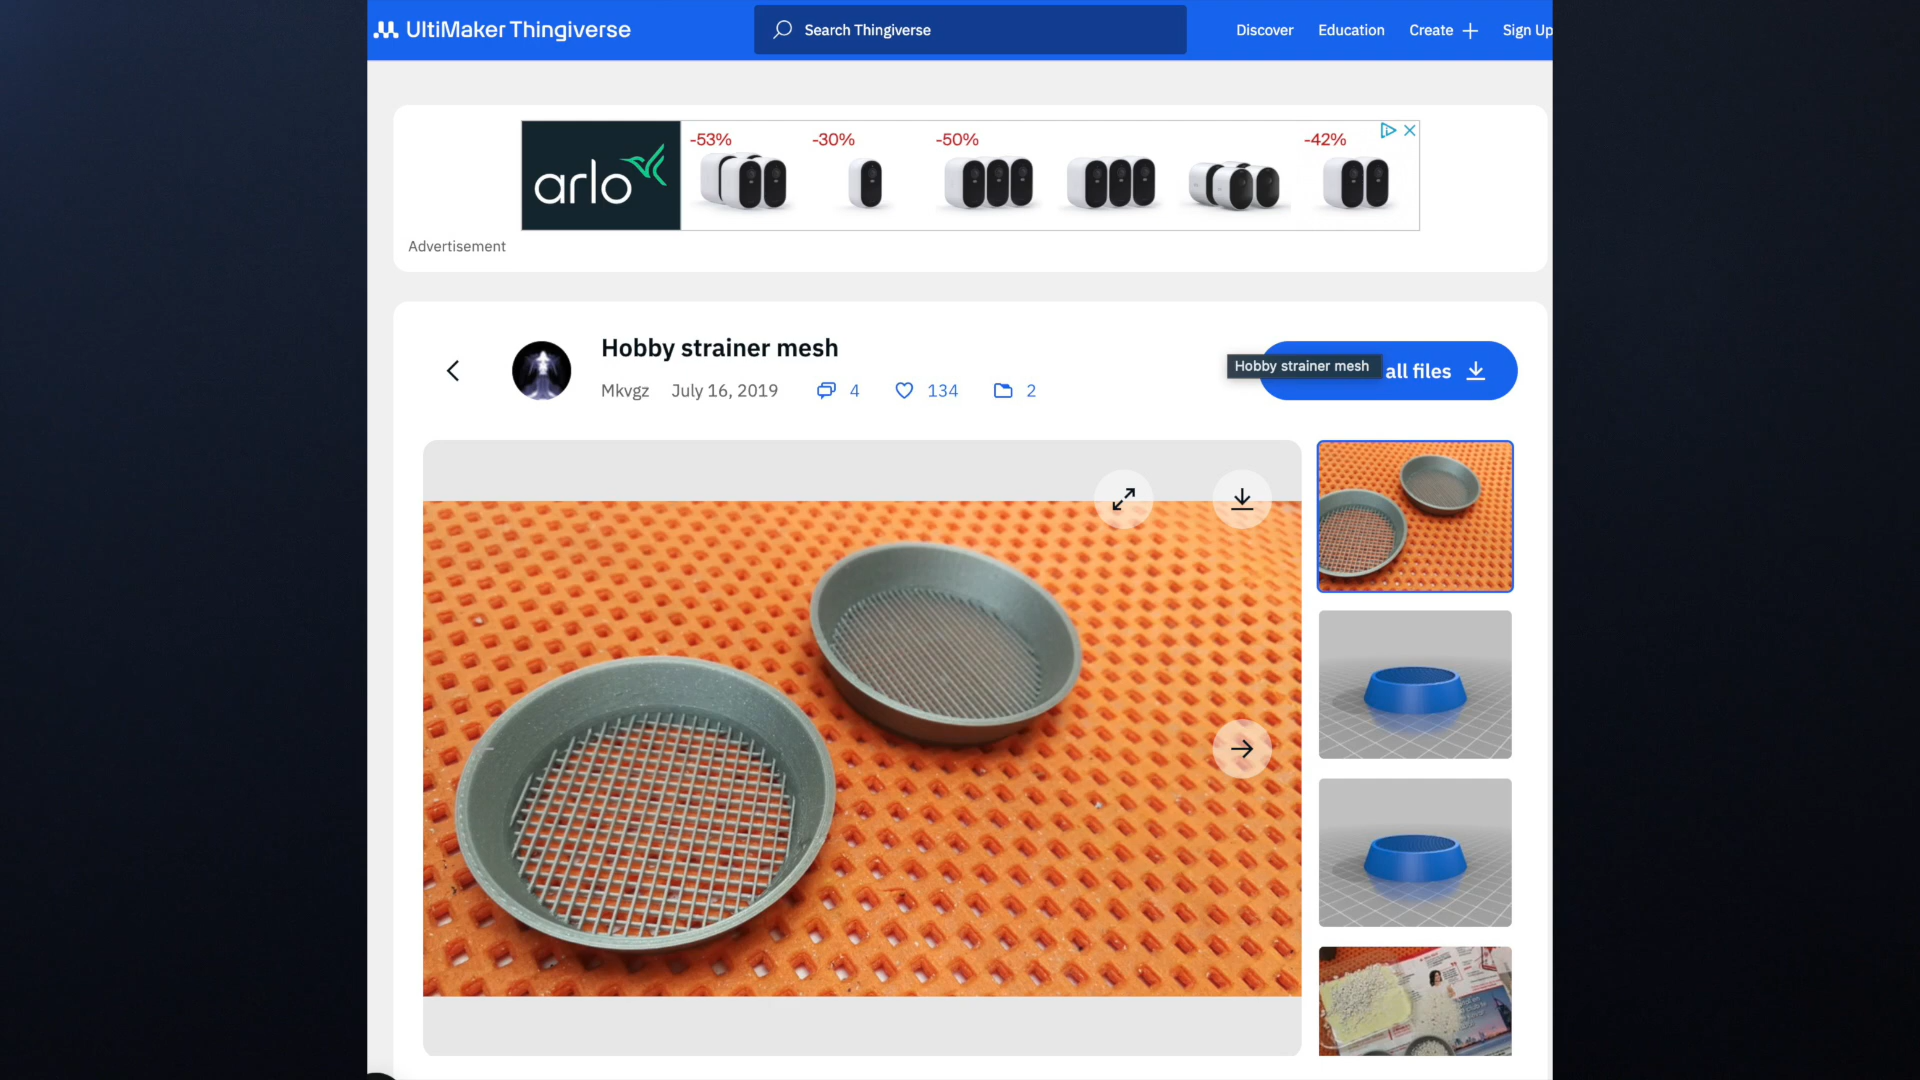 UltiMaker Thingiverse
Search Thingiverse
Discover
Education
Create
Sign Up
arlo
-53%
-30%
-50%
-42%
Advertisement
Hobby strainer mesh
Mkvgz
July 16, 2019
4
134
2
Hobby strainer mesh
all files